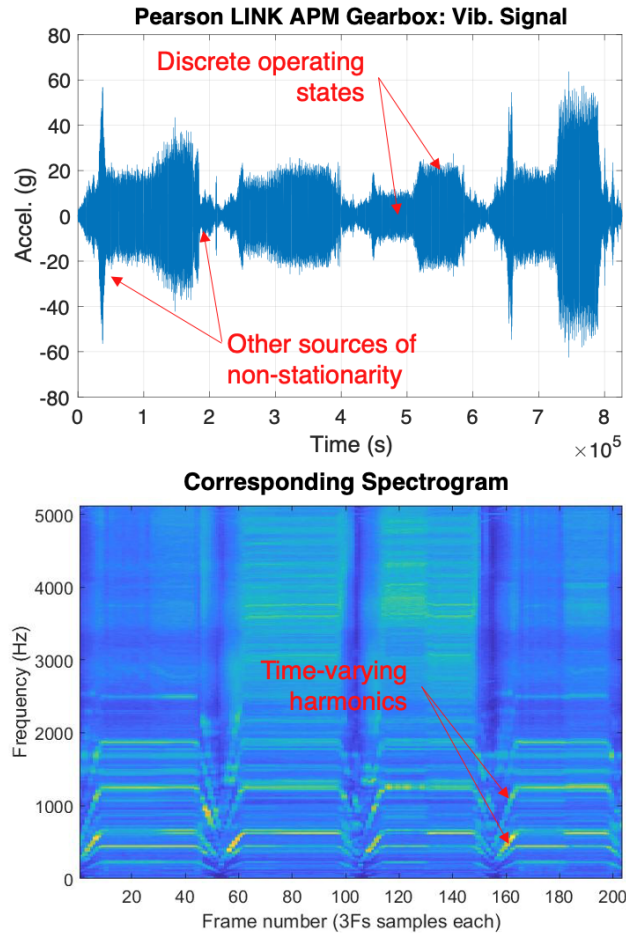 Pearson LINK APM Gearbox: Vib. Signal
80
60
40
20
0
-20
-40
-60
-80
Accel. (g)
Discrete operating
states
Other sources of
non-stationarity
0 1 2 3 4 5 6 7 8
Time (s)
×10⁵
Corresponding Spectrogram
5000
4000
3000
2000
1000
0
Frequency (Hz)
Time-varying
harmonics
20 40 60 80 100 120 140 160 180 200
Frame number (3Fs samples each)